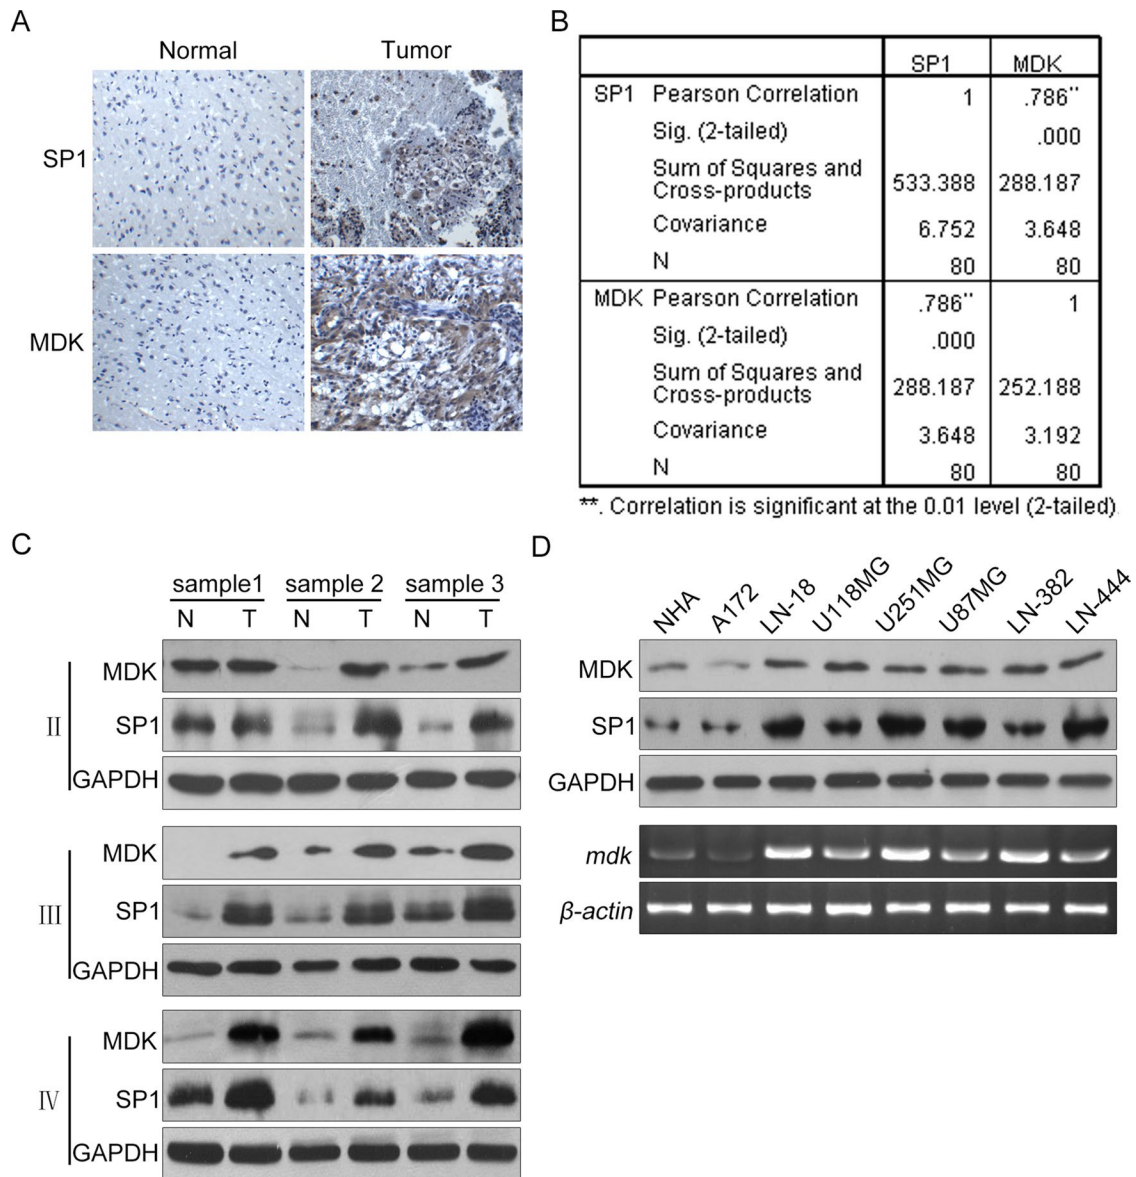 A
Normal Tumor
SP1
MDK
B
SP1 MDK
SP1 Pearson Correlation 1 .786**
Sig. (2-tailed) .000
Sum of Squares and
Cross-products 533.388 288.187
Covariance 6.752 3.648
N 80 80
MDK Pearson Correlation .786** 1
Sig. (2-tailed) .000
Sum of Squares and
Cross-products 288.187 252.188
Covariance 3.648 3.192
N 80 80
**. Correlation is significant at the 0.01 level (2-tailed)
C
sample1 sample 2 sample 3
N T N T N T
II
MDK
SP1
GAPDH
III
MDK
SP1
GAPDH
IV
MDK
SP1
GAPDH
D
NHA A172 LN-18 U118MG U251MG U87MG LN-382 LN-444
MDK
SP1
GAPDH
mdk
β-actin